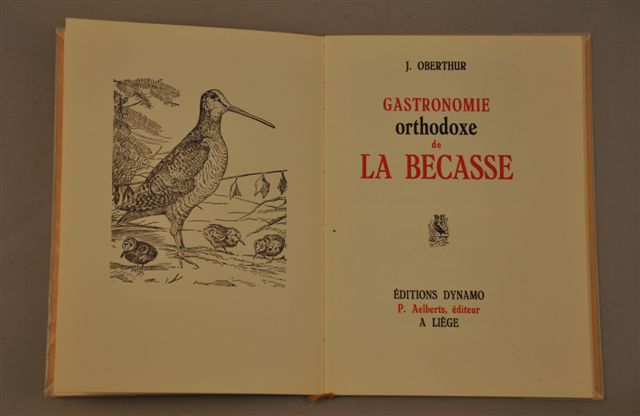 J. OBERTHUR
GASTRONOMIE
orthodoxe
de
LA BECASSE
ÉDITIONS DYNAMO
P. Aelberts, éditeur
A LIÈGE